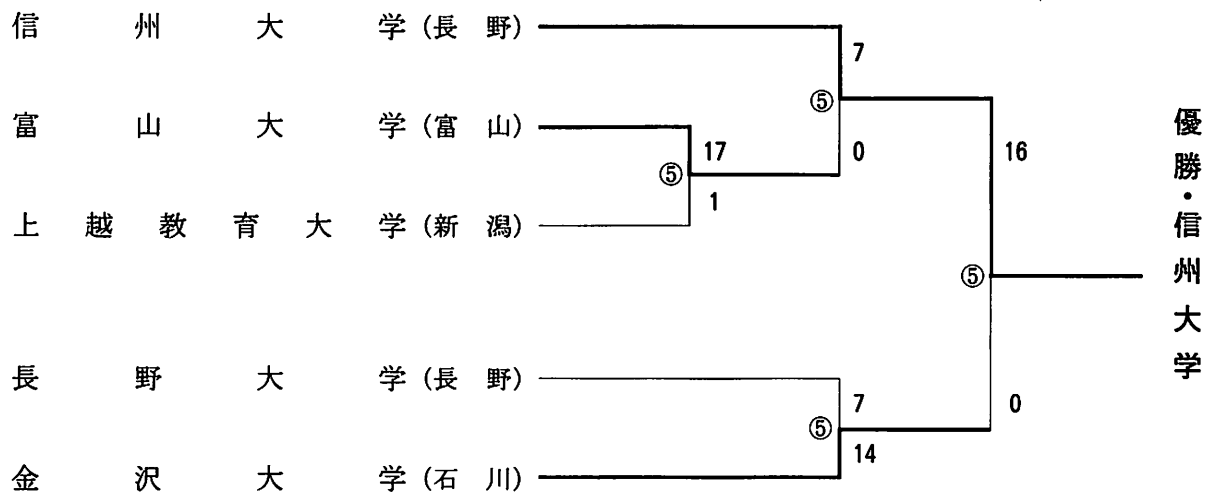 信州大学(長野)
7
⑤
富山大学(富山)
優勝・信州大学
17
0
16
⑤
1
上越教育大学(新潟)
⑤
長野大学(長野)
7
0
⑤
14
金沢大学(石川)